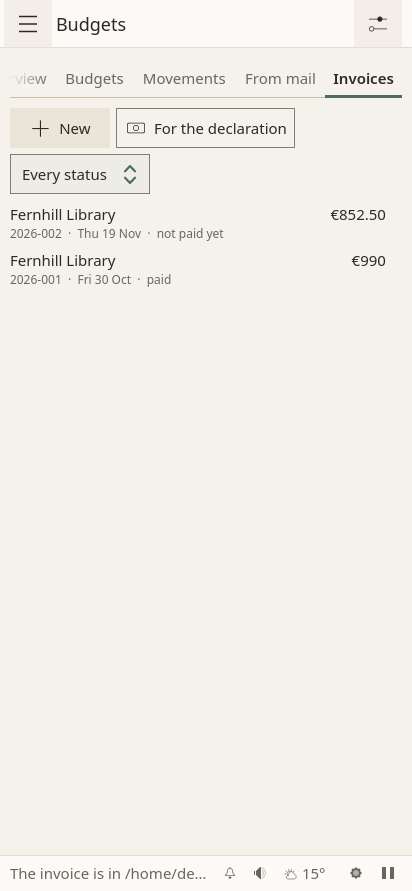 Budgets
Budgets Movements From mail Invoices
New For the declaration
Every status
Fernhill Library €852.50
2026-002 · Thu 19 Nov · not paid yet
Fernhill Library €990
2026-001 · Fri 30 Oct · paid
The invoice is in /home/de... 15°